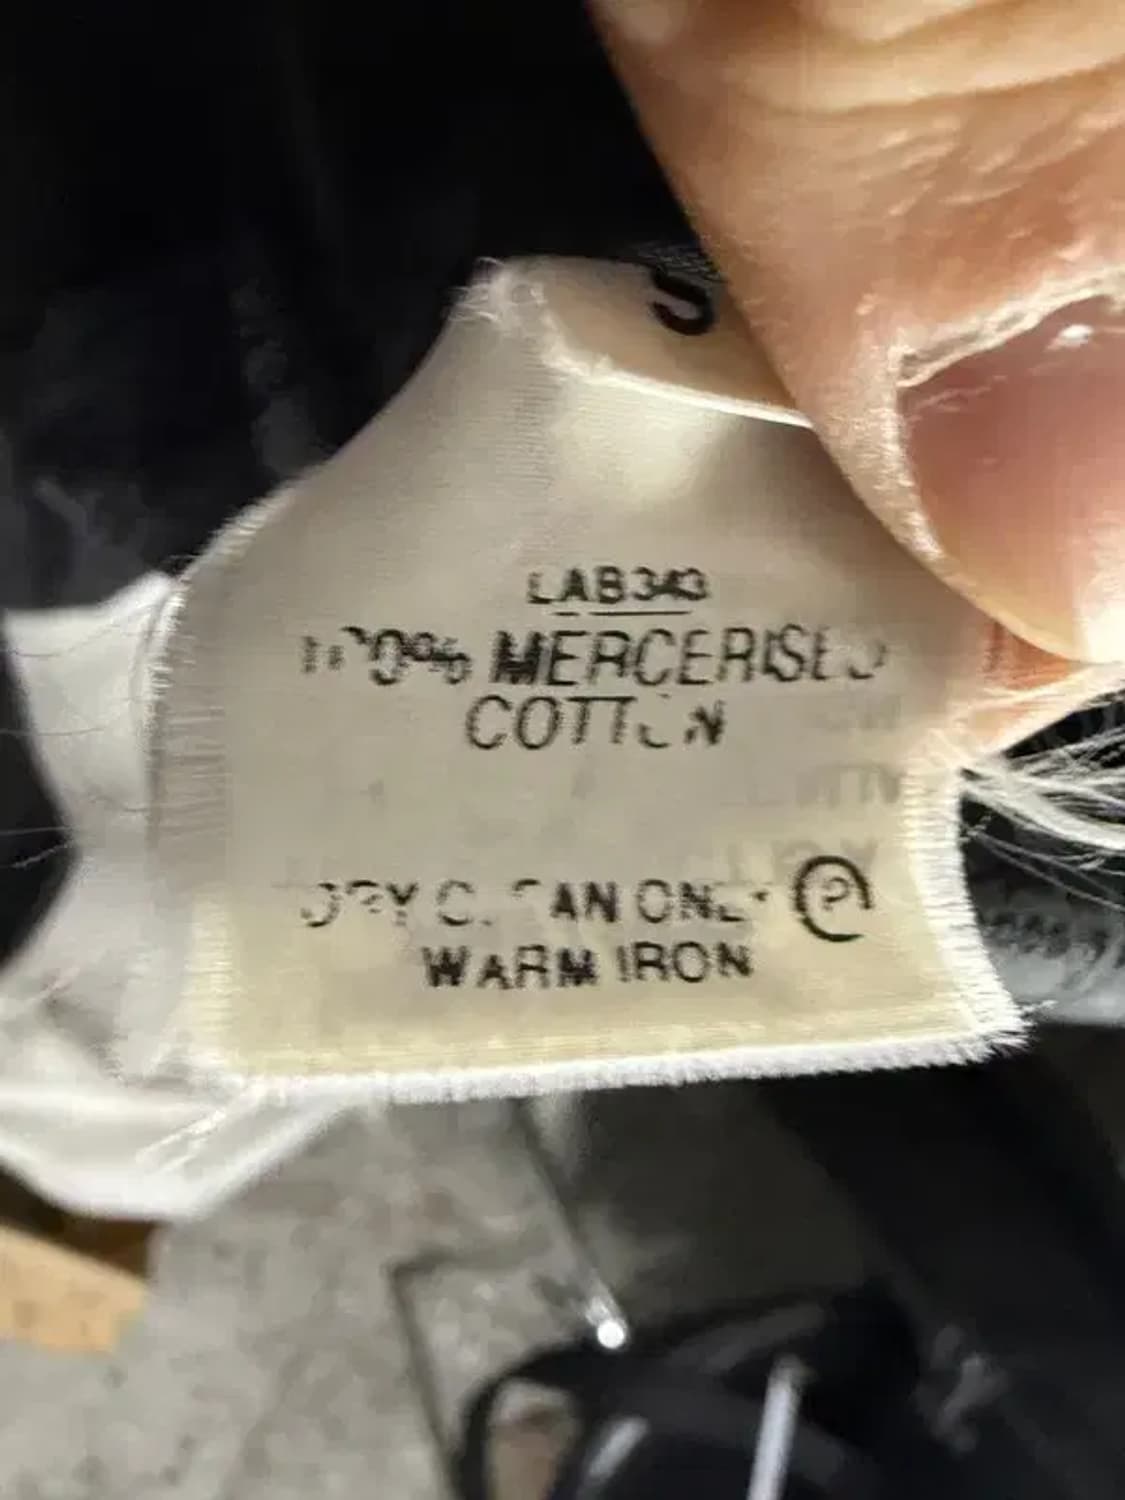 LAB343
100% MERCERISED
COTTON
DRY CLEAN ONLY P
WARM IRON